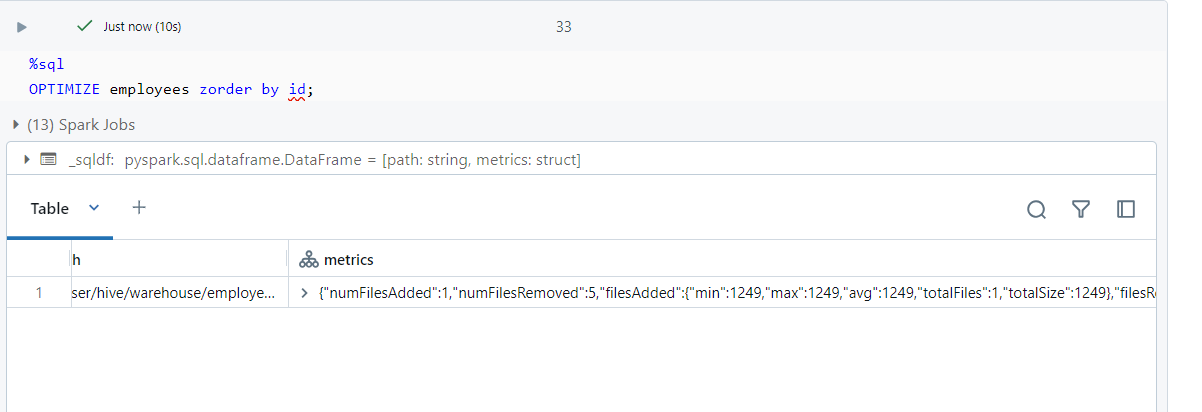 Just now (10s)
33
%sql
OPTIMIZE employees zorder by id;
(13) Spark Jobs
_sqldf: pyspark.sql.dataframe.DataFrame = [path: string, metrics: struct]
Table
h
metrics
1
ser/hive/warehouse/employe...
{"numFilesAdded":1,"numFilesRemoved":5,"filesAdded":{"min":1249,"max":1249,"avg":1249,"totalFiles":1,"totalSize":1249},"filesR